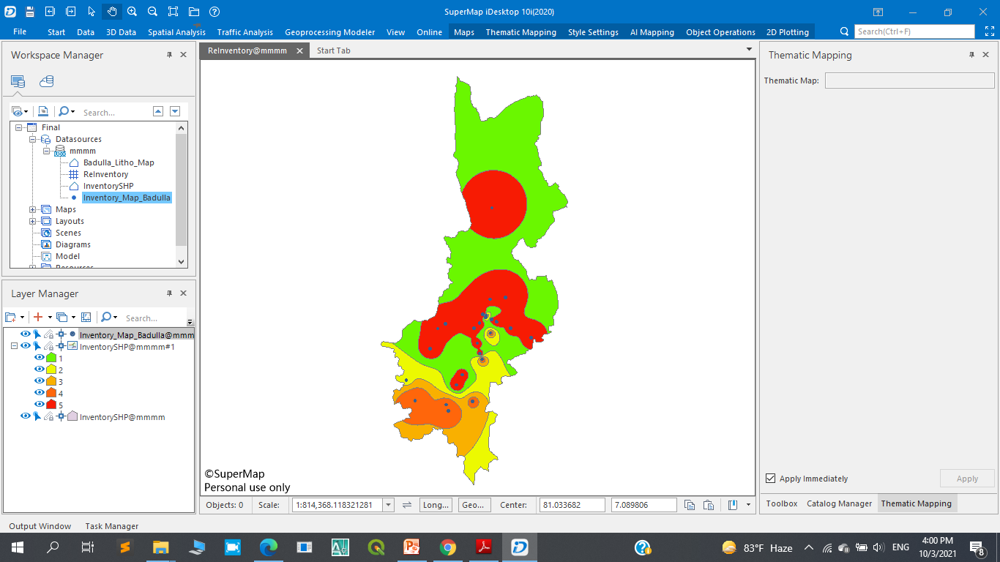 SuperMap iDesktop 10i(2020)
File Start Data 3D Data Spatial Analysis Traffic Analysis Geoprocessing Modeler View Online Maps Thematic Mapping Style Settings AI Mapping Object Operations 2D Plotting Search(Ctrl+F)
Workspace Manager
Search...
Final
Datasources
mmmm
Badulla_Litho_Map
ReInventory
InventorySHP
Inventory_Map_Badulla
Maps
Layouts
Scenes
Diagrams
Model
Resources
Layer Manager
Search...
Inventory_Map_Badulla@mmm
InventorySHP@mmmm#1
1
2
3
4
5
InventorySHP@mmmm
ReInventory@mmmm Start Tab
©SuperMap
Personal use only
Objects: 0 Scale: 1:814,368.118321281 Long... Geo... Center: 81.033682 7.089806
Thematic Mapping
Thematic Map:
Apply Immediately Apply
Toolbox Catalog Manager Thematic Mapping
Output Window Task Manager
83°F Haze ENG 4:00 PM
10/3/2021
8